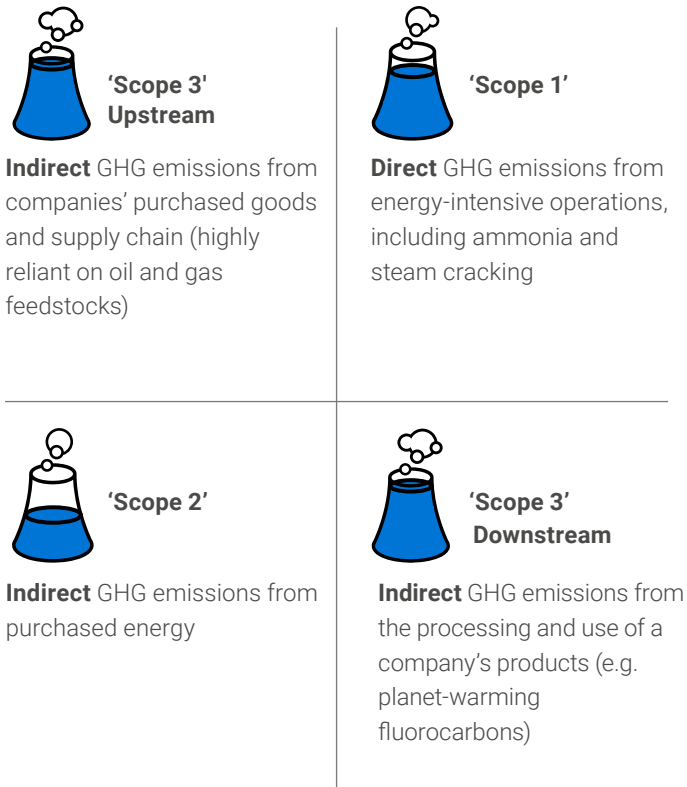 ‘Scope 3'
Upstream
Indirect GHG emissions from
companies’ purchased goods
and supply chain (highly
reliant on oil and gas
feedstocks)
‘Scope 1’
Direct GHG emissions from
energy-intensive operations,
including ammonia and
steam cracking
‘Scope 2’
Indirect GHG emissions from
purchased energy
‘Scope 3’
Downstream
Indirect GHG emissions from
the processing and use of a
company’s products (e.g.
planet-warming
fluorocarbons)